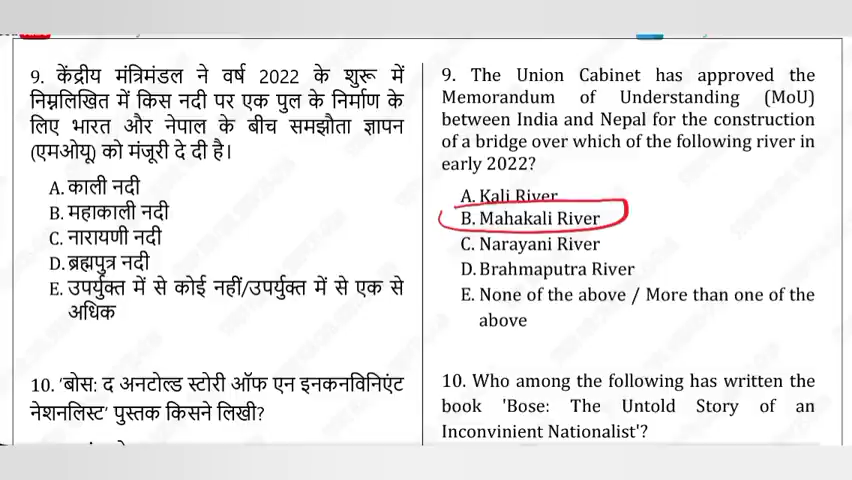 9. केंद्रीय मंत्रिमंडल ने वर्ष 2022 के शुरू में
निम्नलिखित में किस नदी पर एक पुल के निर्माण के
लिए भारत और नेपाल के बीच समझौता ज्ञापन
(एमओयू) को मंजूरी दे दी है।
A. काली नदी
B. महाकाली नदी
C. नारायणी नदी
D. ब्रह्मपुत्र नदी
E. उपर्युक्त में से कोई नहीं/उपर्युक्त में से एक से
अधिक
10. ‘बोस: द अनटोल्ड स्टोरी ऑफ एन इनकनविनिएंट
नेशनलिस्ट’ पुस्तक किसने लिखी?
9. The Union Cabinet has approved the
Memorandum of Understanding (MoU)
between India and Nepal for the construction
of a bridge over which of the following river in
early 2022?
A. Kali River
B. Mahakali River
C. Narayani River
D. Brahmaputra River
E. None of the above / More than one of the
above
10. Who among the following has written the
book 'Bose: The Untold Story of an
Inconvinient Nationalist'?